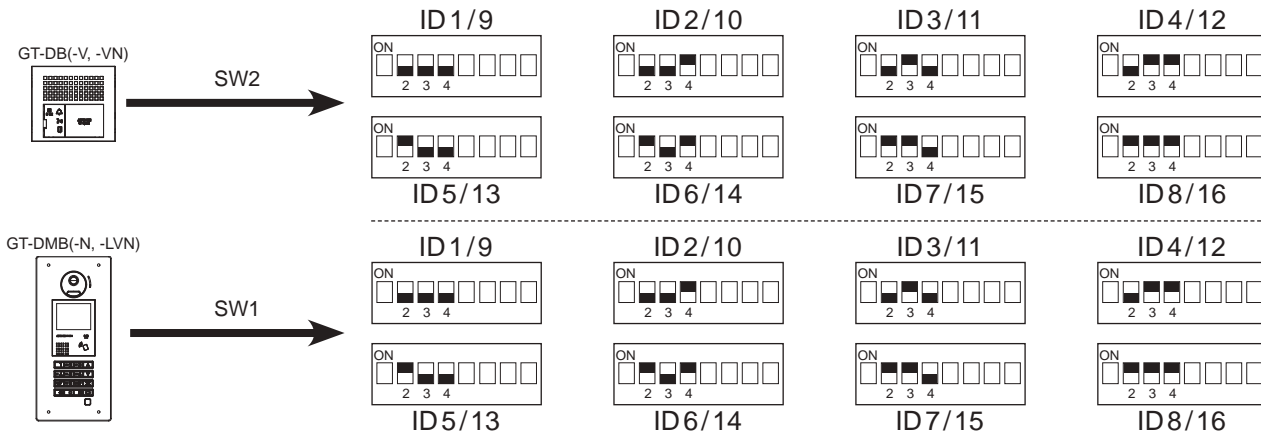 ID1/9 ID2/10 ID3/11 ID4/12
GT-DB(-V, -VN)
ON ON ON ON
SW2
2 3 4 2 3 4 2 3 4 2 3 4
ON ON ON ON
2 3 4 2 3 4 2 3 4 2 3 4
ID5/13 ID6/14 ID7/15 ID8/16
GT-DMB(-N, -LVN)
ID1/9 ID2/10 ID3/11 ID4/12
ON ON ON ON
SW1
2 3 4 2 3 4 2 3 4 2 3 4
ON ON ON ON
2 3 4 2 3 4 2 3 4 2 3 4
ID5/13 ID6/14 ID7/15 ID8/16